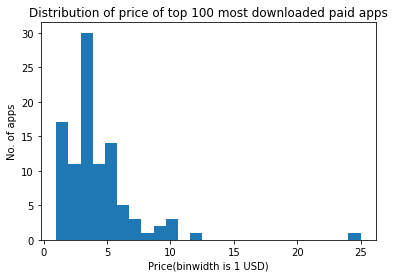 Distribution of price of top 100 most downloaded paid apps
30
25
20
15
10
5
0
No. of apps
0 5 10 15 20 25
Price(binwidth is 1 USD)